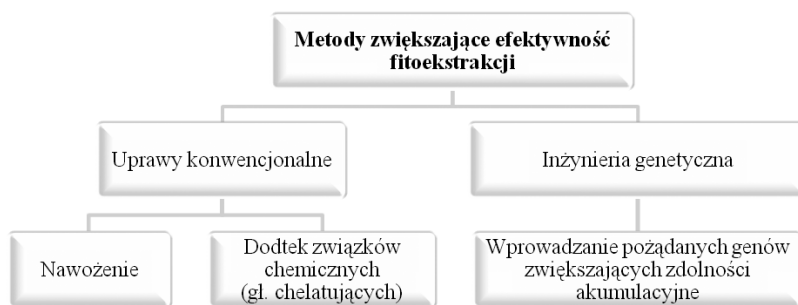 Metody zwiększające efektywność
fitoekstrakcji
Uprawy konwencjonalne
Inżynieria genetyczna
Nawożenie
Dodtek związków
chemicznych
(gł. chelatujących)
Wprowadzanie pożądanych genów
zwiększających zdolności
akumulacyjne